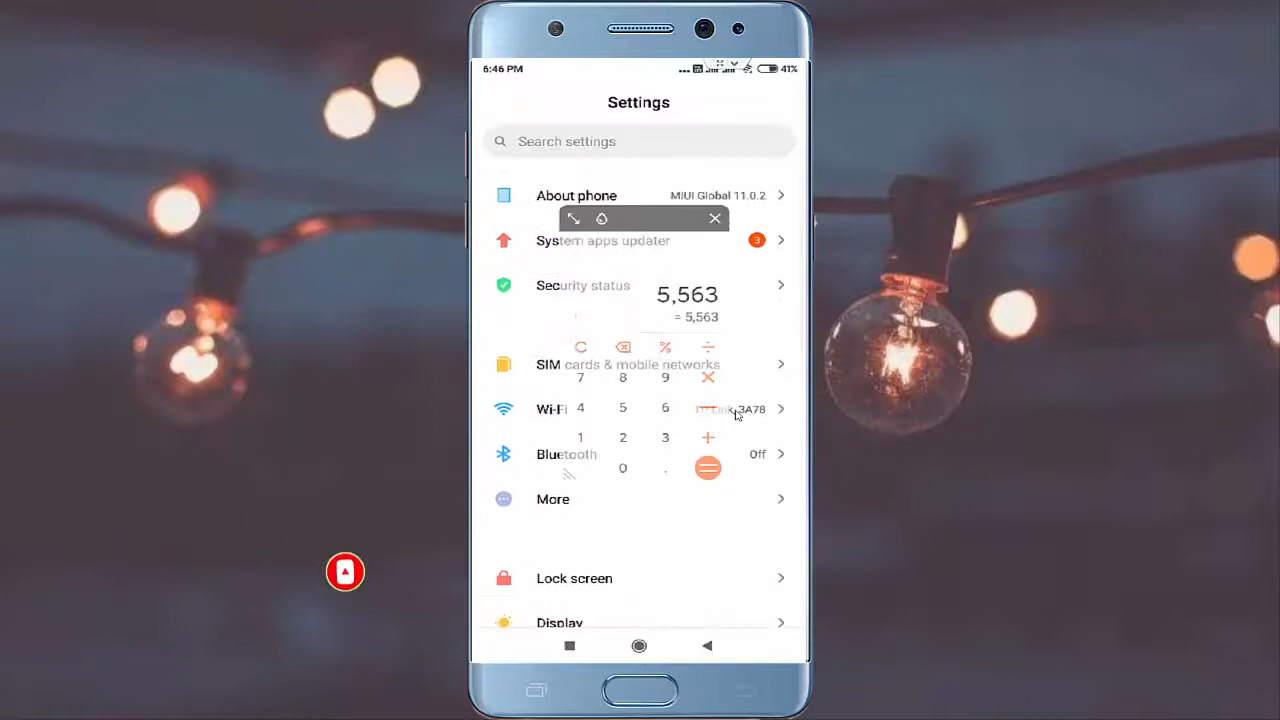 6:46 PM
41%
Settings
Search settings
About phone
MIUI Global 11.0.2
System apps updater
3
Security status
5,563
= 5,563
C
%
÷
SIM cards & mobile networks
7
8
9
×
Wi-Fi
4
5
6
−
3A78
1
2
3
+
Bluetooth
Off
0
.
=
More
Lock screen
Display